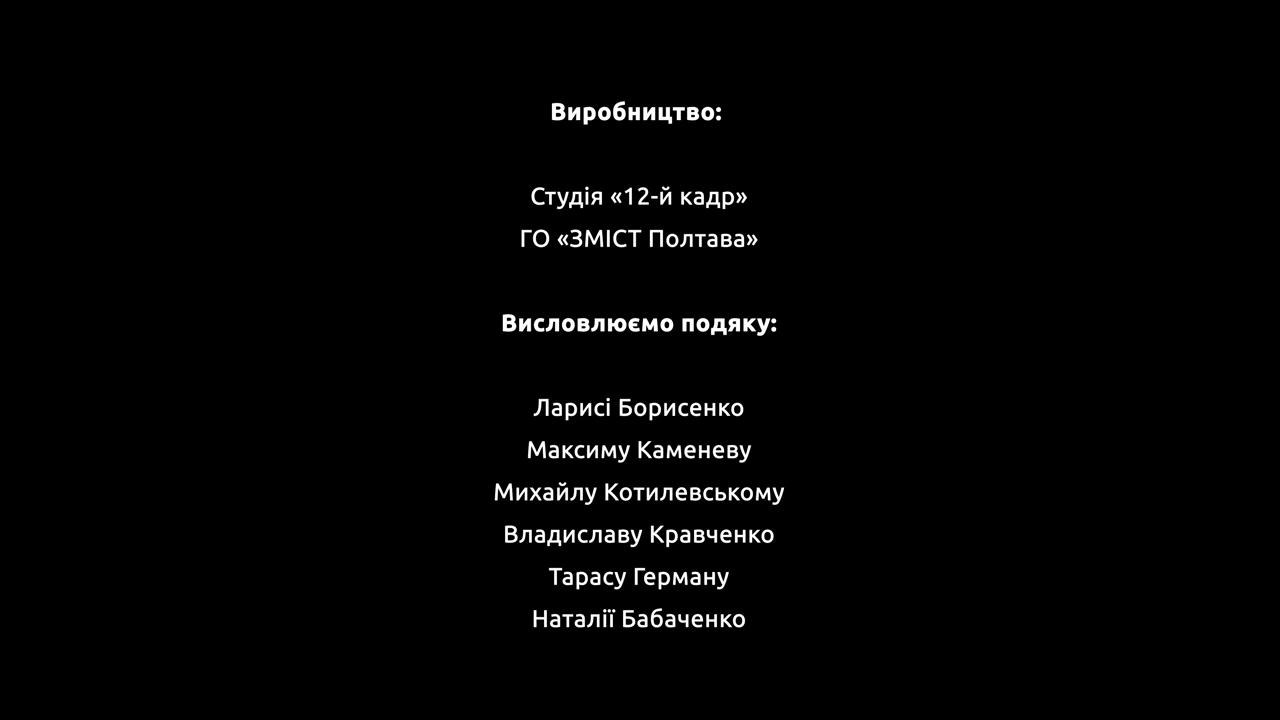 Виробництво:
Студія «12-й кадр»
ГО «ЗМІСТ Полтава»
Висловлюємо подяку:
Ларисі Борисенко
Максиму Каменеву
Михайлу Котилевському
Владиславу Кравченко
Тарасу Герману
Наталії Бабаченко